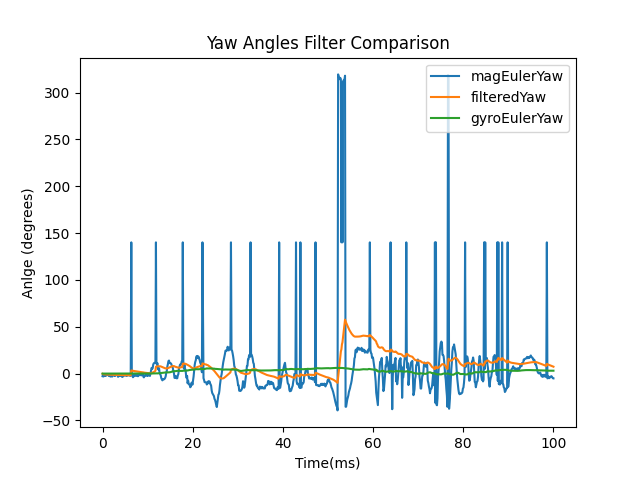 Yaw Angles Filter Comparison
magEulerYaw
filteredYaw
gyroEulerYaw
300
250
200
150
100
50
0
−50
Anlge (degrees)
0 20 40 60 80 100
Time(ms)